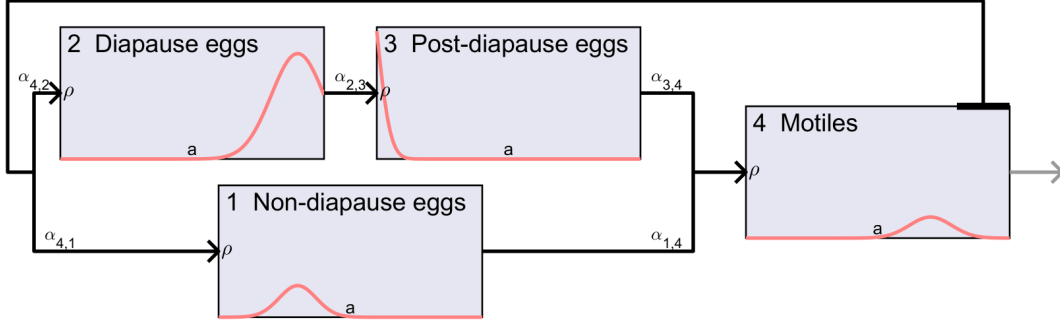 2 Diapause eggs
α4,2
ρ
a
α2,3
3 Post-diapause eggs
ρ
a
α3,4
4 Motiles
ρ
a
1 Non-diapause eggs
α4,1
ρ
a
α1,4